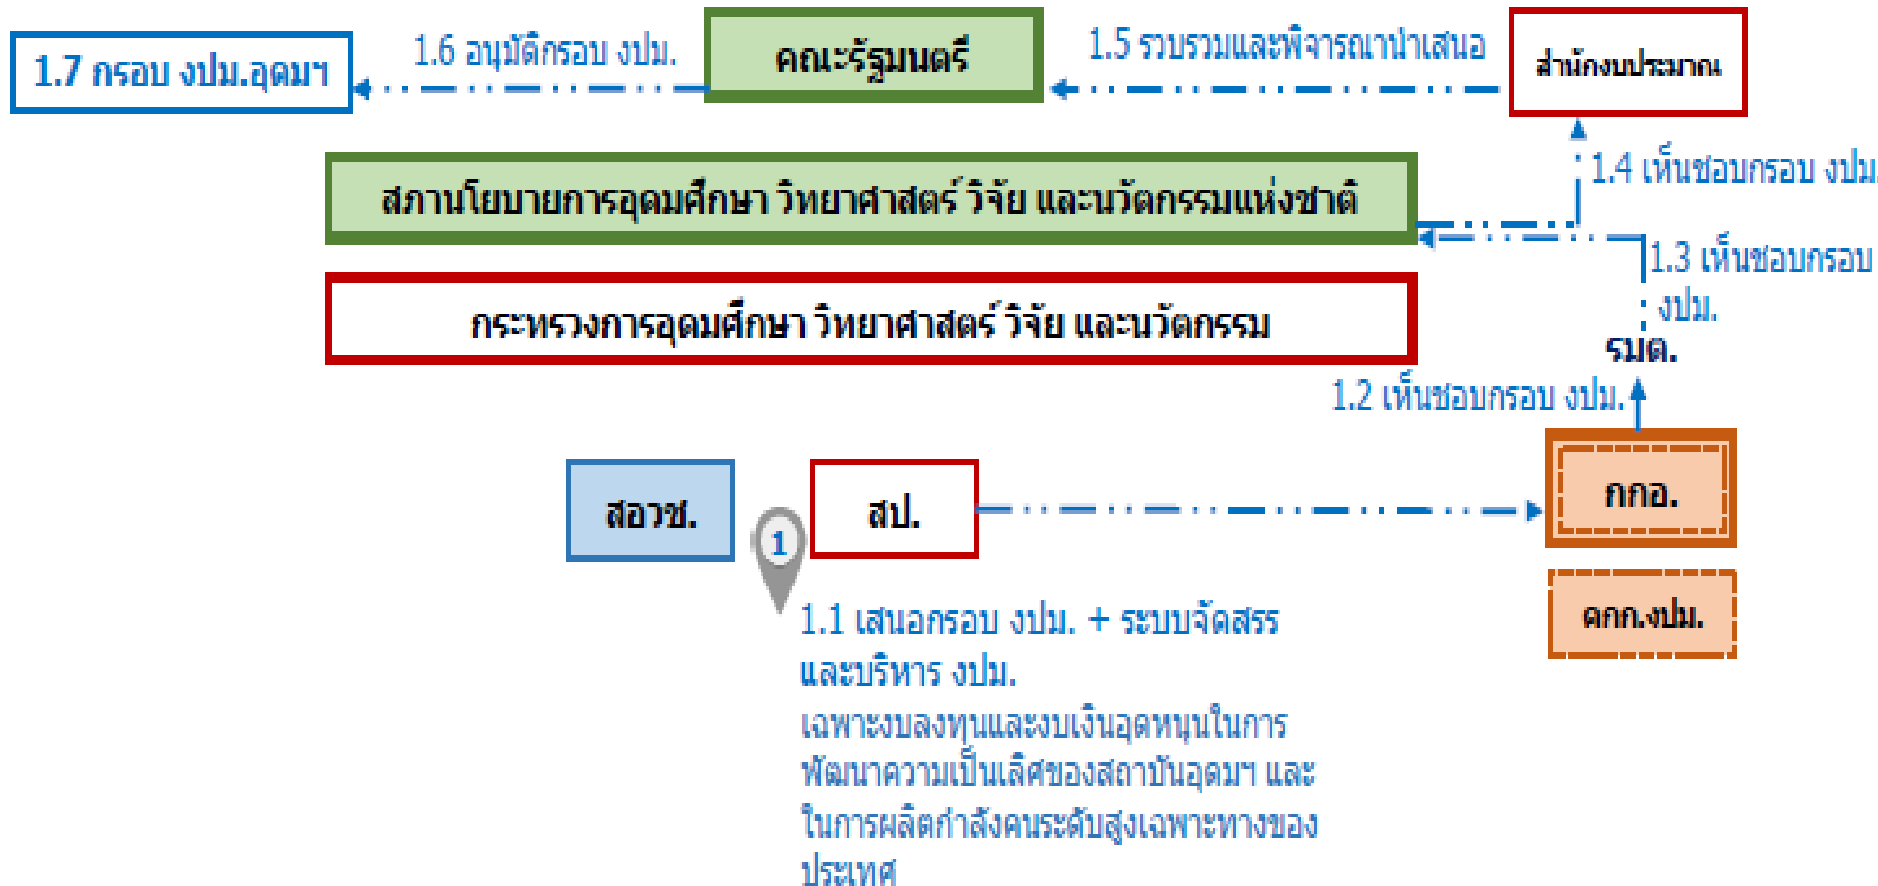 1.7 กรอบ งปม.อุดมฯ
1.6 อนุมัติกรอบ งปม.
คณะรัฐมนตรี
1.5 รวบรวมและพิจารณานำเสนอ
สำนักงบประมาณ
1.4 เห็นชอบกรอบ งปม.
สภานโยบายการอุดมศึกษา วิทยาศาสตร์ วิจัย และนวัตกรรมแห่งชาติ
1.3 เห็นชอบกรอบ
งปม.
กระทรวงการอุดมศึกษา วิทยาศาสตร์ วิจัย และนวัตกรรม
รมต.
1.2 เห็นชอบกรอบ งปม.
สอวช.
1
สป.
กกอ.
คกก.งปม.
1.1 เสนอกรอบ งปม. + ระบบจัดสรร
และบริหาร งปม.
เฉพาะงบลงทุนและงบเงินอุดหนุนในการ
พัฒนาความเป็นเลิศของสถาบันอุดมฯ และ
ในการผลิตกำลังคนระดับสูงเฉพาะทางของ
ประเทศ